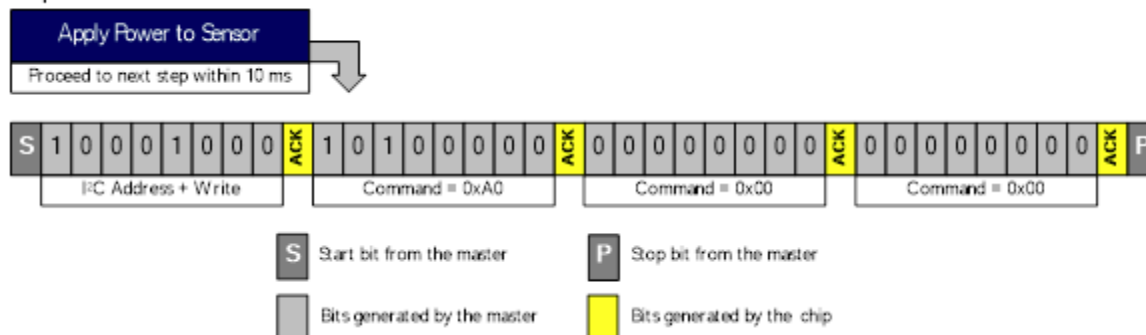 Apply Power to Sensor
Proceed to next step within 10 ms
S 1 0 0 0 1 0 0 0 ACK 1 0 1 0 0 0 0 0 ACK 0 0 0 0 0 0 0 0 ACK 0 0 0 0 0 0 0 0 ACK P
I²C Address + Write Command = 0xA0 Command = 0x00 Command = 0x00
S Start bit from the master P Stop bit from the master
Bits generated by the master Bits generated by the chip